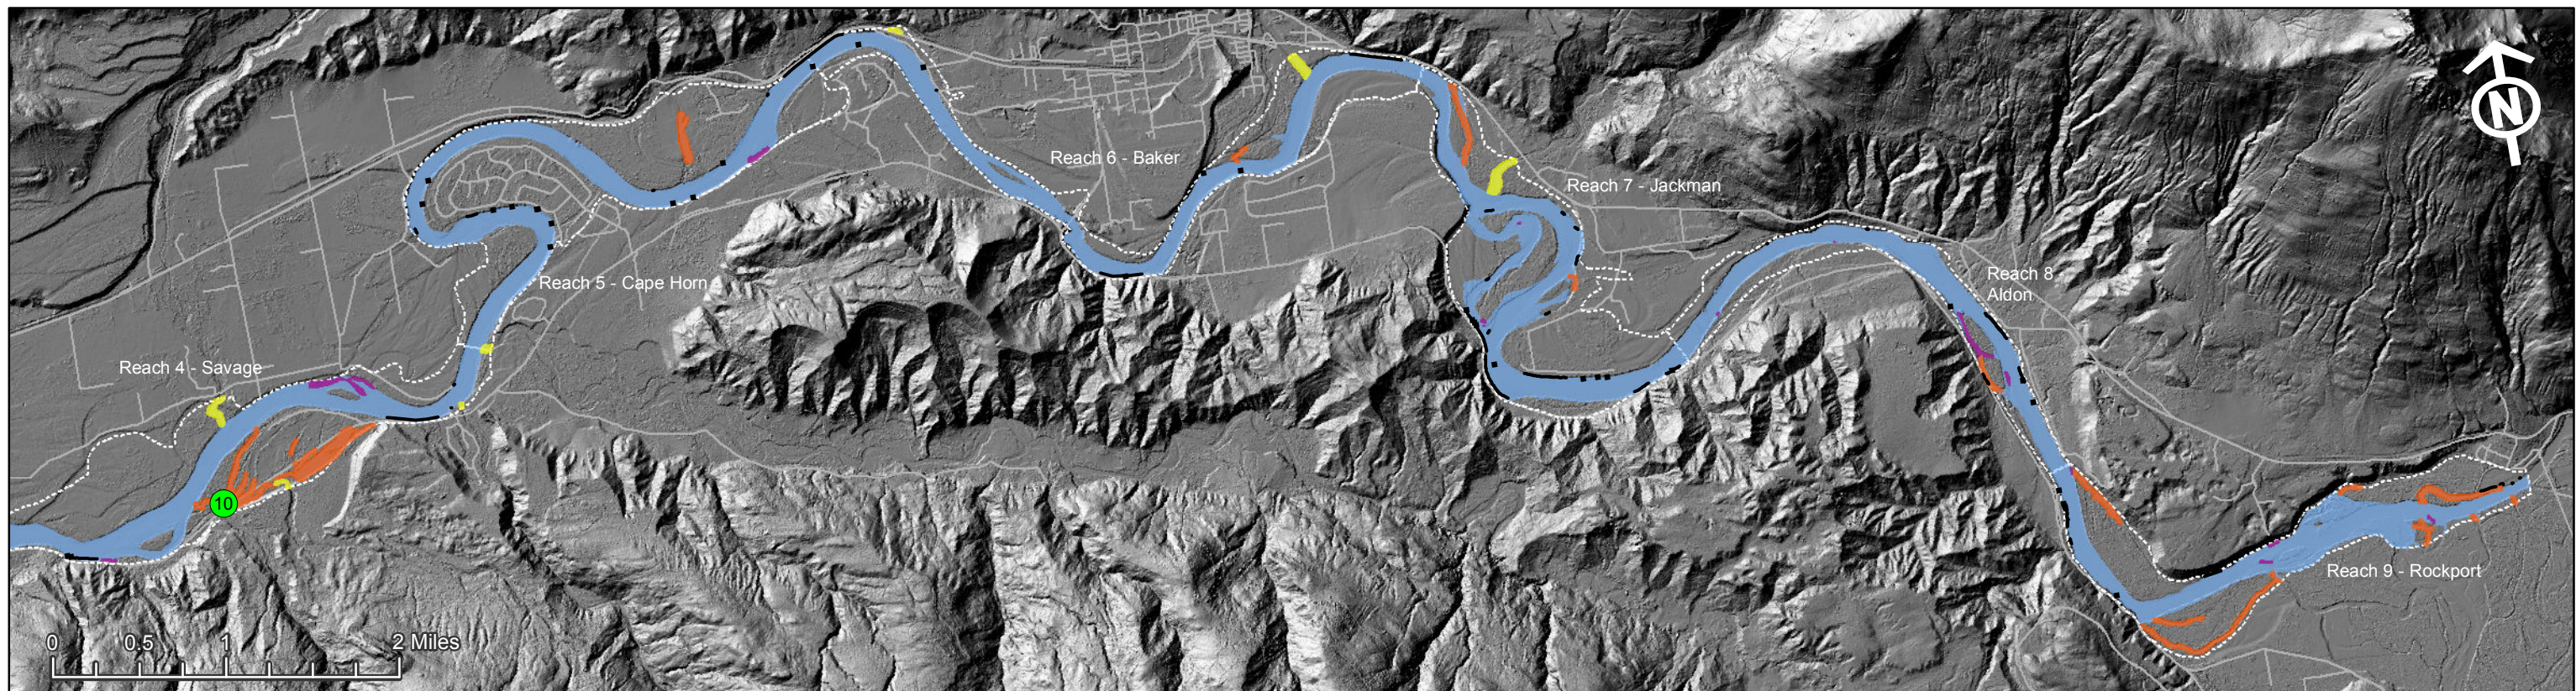 N
Reach 6 - Baker
Reach 7 - Jackman
Reach 8 -
Aldon
Reach 5 - Cape Horn
Reach 4 - Savage
10
Reach 9 - Rockport
0 0.5 1 2 Miles